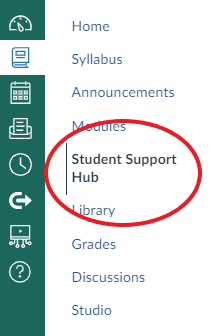 Home
Syllabus
Announcements
Modules
Student Support
Hub
Library
Grades
Discussions
Studio